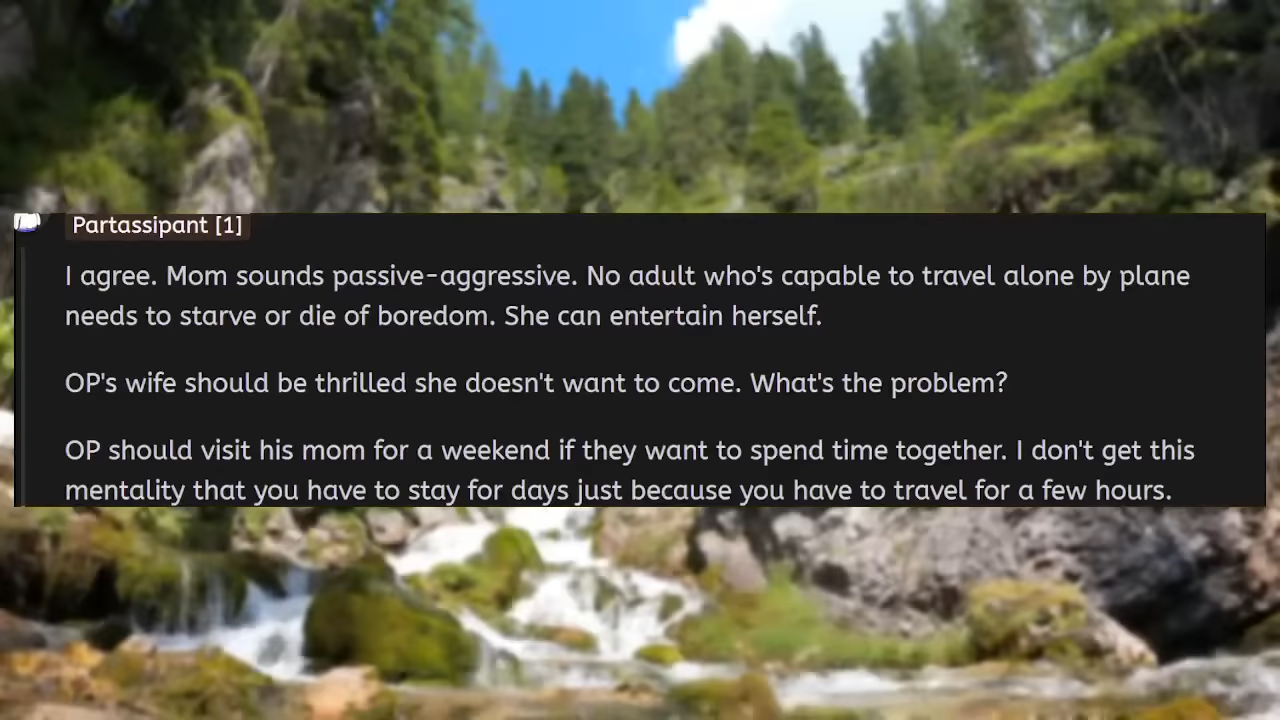 Partassipant [1]
I agree. Mom sounds passive-aggressive. No adult who's capable to travel alone by plane
needs to starve or die of boredom. She can entertain herself.
OP's wife should be thrilled she doesn't want to come. What's the problem?
OP should visit his mom for a weekend if they want to spend time together. I don't get this
mentality that you have to stay for days just because you have to travel for a few hours.